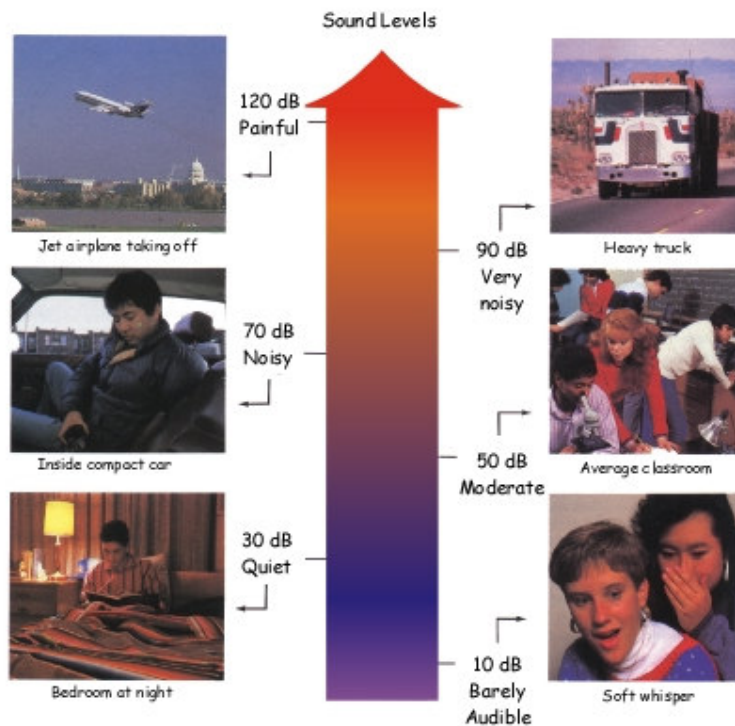 Sound Levels
120 dB
Painful
Jet airplane taking off
90 dB
Very
noisy
Heavy truck
70 dB
Noisy
Inside compact car
50 dB
Moderate
Average classroom
30 dB
Quiet
Bedroom at night
10 dB
Barely
Audible
Soft whisper